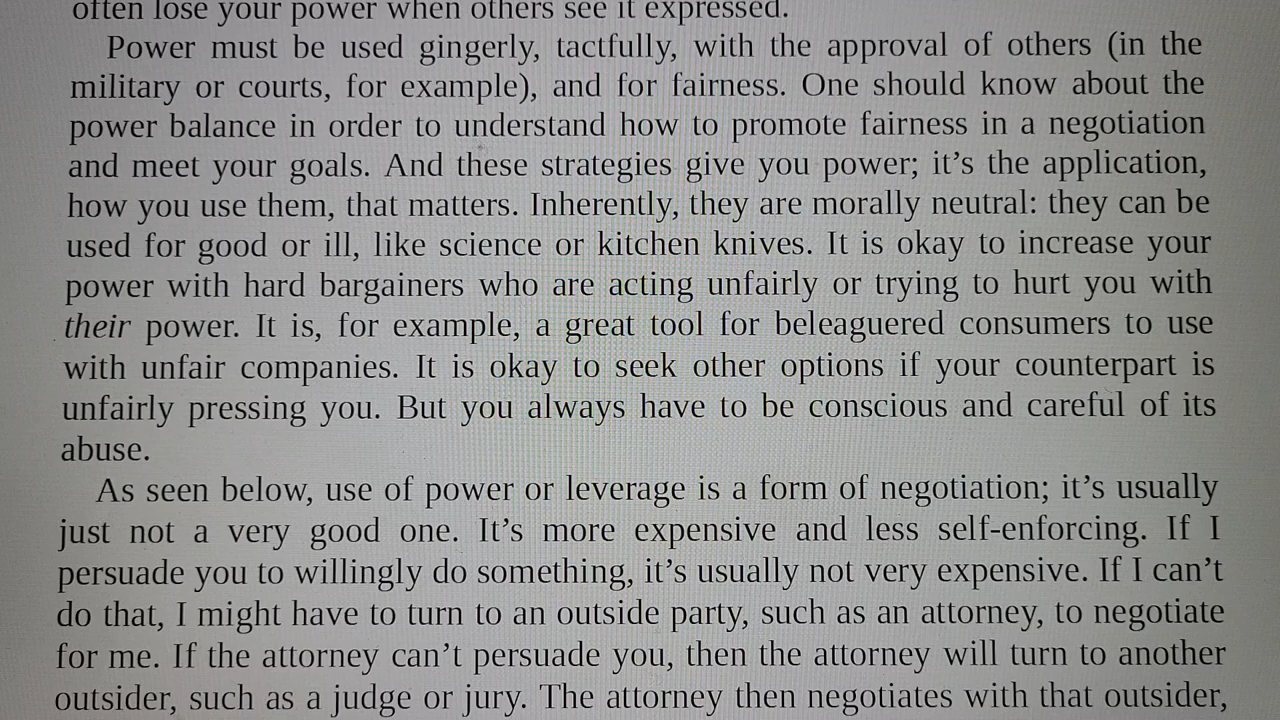 often lose your power when others see it expressed.
Power must be used gingerly, tactfully, with the approval of others (in the
military or courts, for example), and for fairness. One should know about the
power balance in order to understand how to promote fairness in a negotiation
and meet your goals. And these strategies give you power; it’s the application,
how you use them, that matters. Inherently, they are morally neutral: they can be
used for good or ill, like science or kitchen knives. It is okay to increase your
power with hard bargainers who are acting unfairly or trying to hurt you with
their power. It is, for example, a great tool for beleaguered consumers to use
with unfair companies. It is okay to seek other options if your counterpart is
unfairly pressing you. But you always have to be conscious and careful of its
abuse.
As seen below, use of power or leverage is a form of negotiation; it’s usually
just not a very good one. It’s more expensive and less self-enforcing. If I
persuade you to willingly do something, it’s usually not very expensive. If I can’t
do that, I might have to turn to an outside party, such as an attorney, to negotiate
for me. If the attorney can’t persuade you, then the attorney will turn to another
outsider, such as a judge or jury. The attorney then negotiates with that outsider,